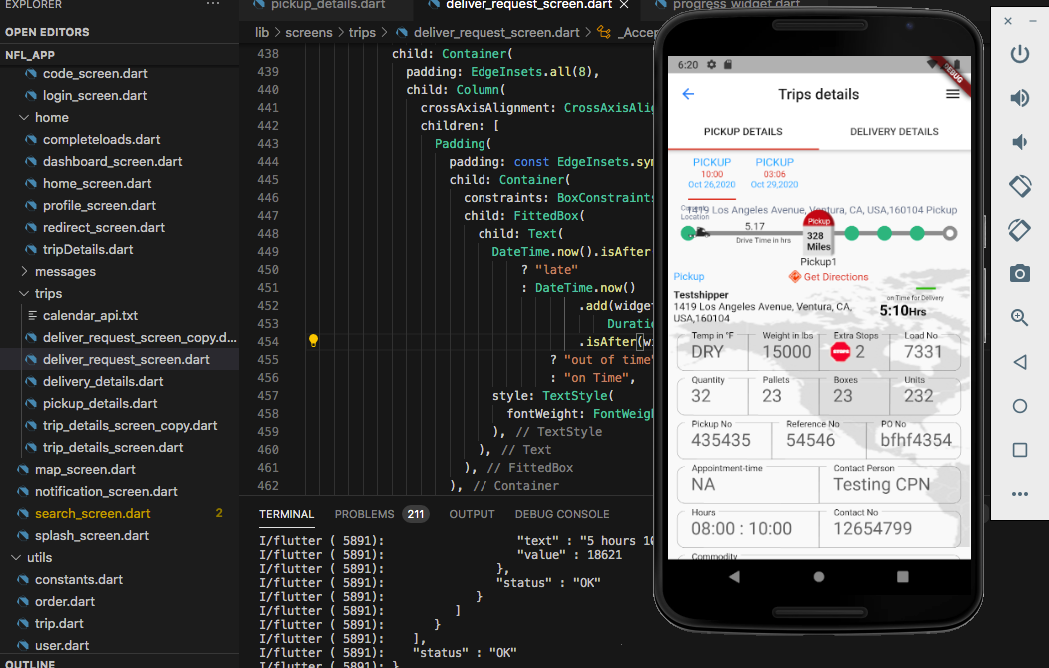 EXPLORER
OPEN EDITORS
NFL_APP
code_screen.dart
login_screen.dart
home
completeloads.dart
dashboard_screen.dart
home_screen.dart
profile_screen.dart
redirect_screen.dart
tripDetails.dart
messages
trips
calendar_api.txt
deliver_request_screen_copy.d...
deliver_request_screen.dart
delivery_details.dart
pickup_details.dart
trip_details_screen_copy.dart
trip_details_screen.dart
map_screen.dart
notification_screen.dart
search_screen.dart 2
splash_screen.dart
utils
constants.dart
order.dart
trip.dart
user.dart
OUTLINE
pickup_details.dart deliver_request_screen.dart progress_widget.dart
lib > screens > trips > deliver_request_screen.dart > _Accep
438 child: Container(
439 padding: EdgeInsets.all(8),
440 child: Column(
441 crossAxisAlignment: CrossAxisAlig
442 children: [
443 Padding(
444 padding: const EdgeInsets.sym
445 child: Container(
446 constraints: BoxConstraints
447 child: FittedBox(
448 child: Text(
449 DateTime.now().isAfter
450 ? "late"
451 : DateTime.now()
452 .add(widget
453 Duratio
454 .isAfter(wi
455 ? "out of time"
456 : "on Time",
457 style: TextStyle(
458 fontWeight: FontWeigh
459 ), // TextStyle
460 ), // Text
461 ), // FittedBox
462 ), // Container
TERMINAL PROBLEMS 211 OUTPUT DEBUG CONSOLE
I/flutter ( 5891): "text" : "5 hours 10
I/flutter ( 5891): "value" : 18621
I/flutter ( 5891): },
I/flutter ( 5891): "status" : "OK"
I/flutter ( 5891): }
I/flutter ( 5891): ]
I/flutter ( 5891): }
I/flutter ( 5891): ],
I/flutter ( 5891): "status" : "OK"
I/flutter ( 5891): }
6:20
DEBUG
Trips details
PICKUP DETAILS DELIVERY DETAILS
PICKUP PICKUP
10:00 03:06
Oct 26,2020 Oct 29,2020
1419 Los Angeles Avenue, Ventura, CA, USA,160104 Pickup
Location
5.17
Drive Time in hrs
Pickup
328
Miles
Pickup1
Pickup Get Directions
Testshipper
1419 Los Angeles Avenue, Ventura, CA,
USA,160104
on Time for Delivery
5:10Hrs
Temp in °F Weight in lbs Extra Stops Load No
DRY 15000 2 7331
Quantity Pallets Boxes Units
32 23 23 232
Pickup No Reference No PO No
435435 54546 bfhf4354
Appointment-time Contact Person
NA Testing CPN
Hours Contact No
08:00 : 10:00 12654799
Commodity